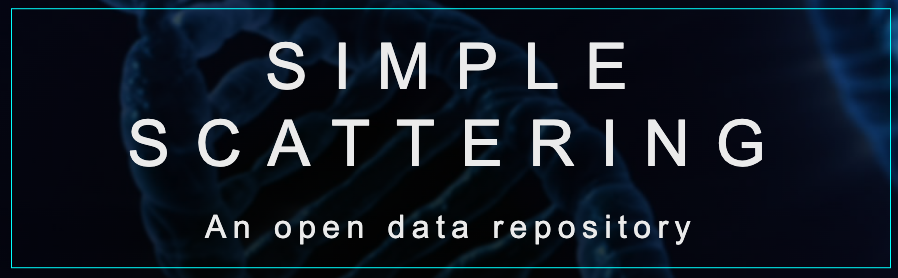 SIMPLE
SCATTERING
An open data repository